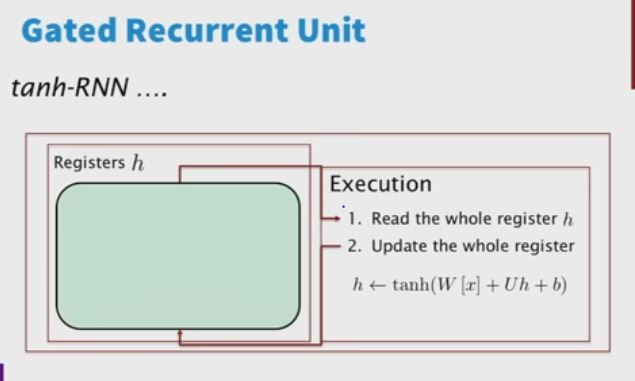 Gated Recurrent Unit
tanh-RNN ....
Registers h
Execution
1. Read the whole register h
2. Update the whole register
h ← tanh(W [x] + Uh + b)